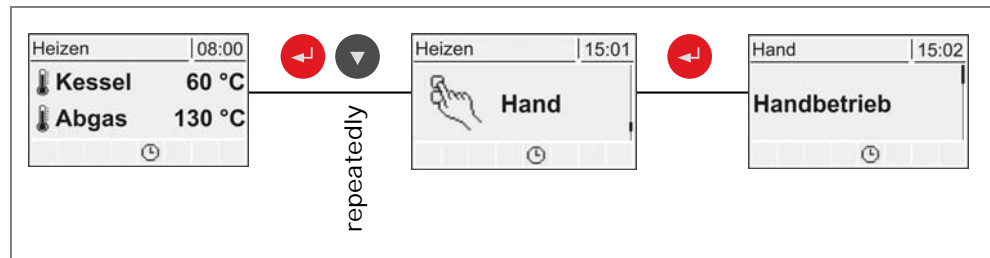 Heizen 08:00
Kessel 60 °C
Abgas 130 °C
repeatedly
Heizen 15:01
Hand
Hand 15:02
Handbetrieb